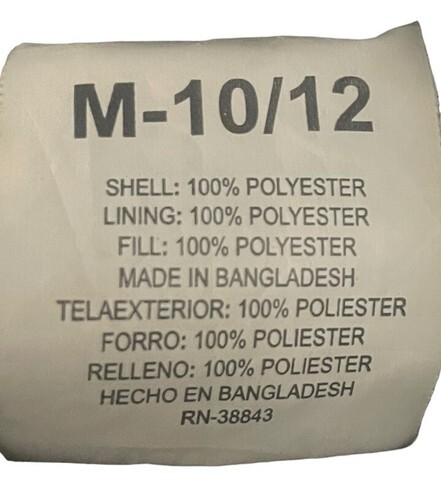 M-10/12
SHELL: 100% POLYESTER
LINING: 100% POLYESTER
FILL: 100% POLYESTER
MADE IN BANGLADESH
TELAEXTERIOR: 100% POLIESTER
FORRO: 100% POLIESTER
RELLENO: 100% POLIESTER
HECHO EN BANGLADESH
RN-38843